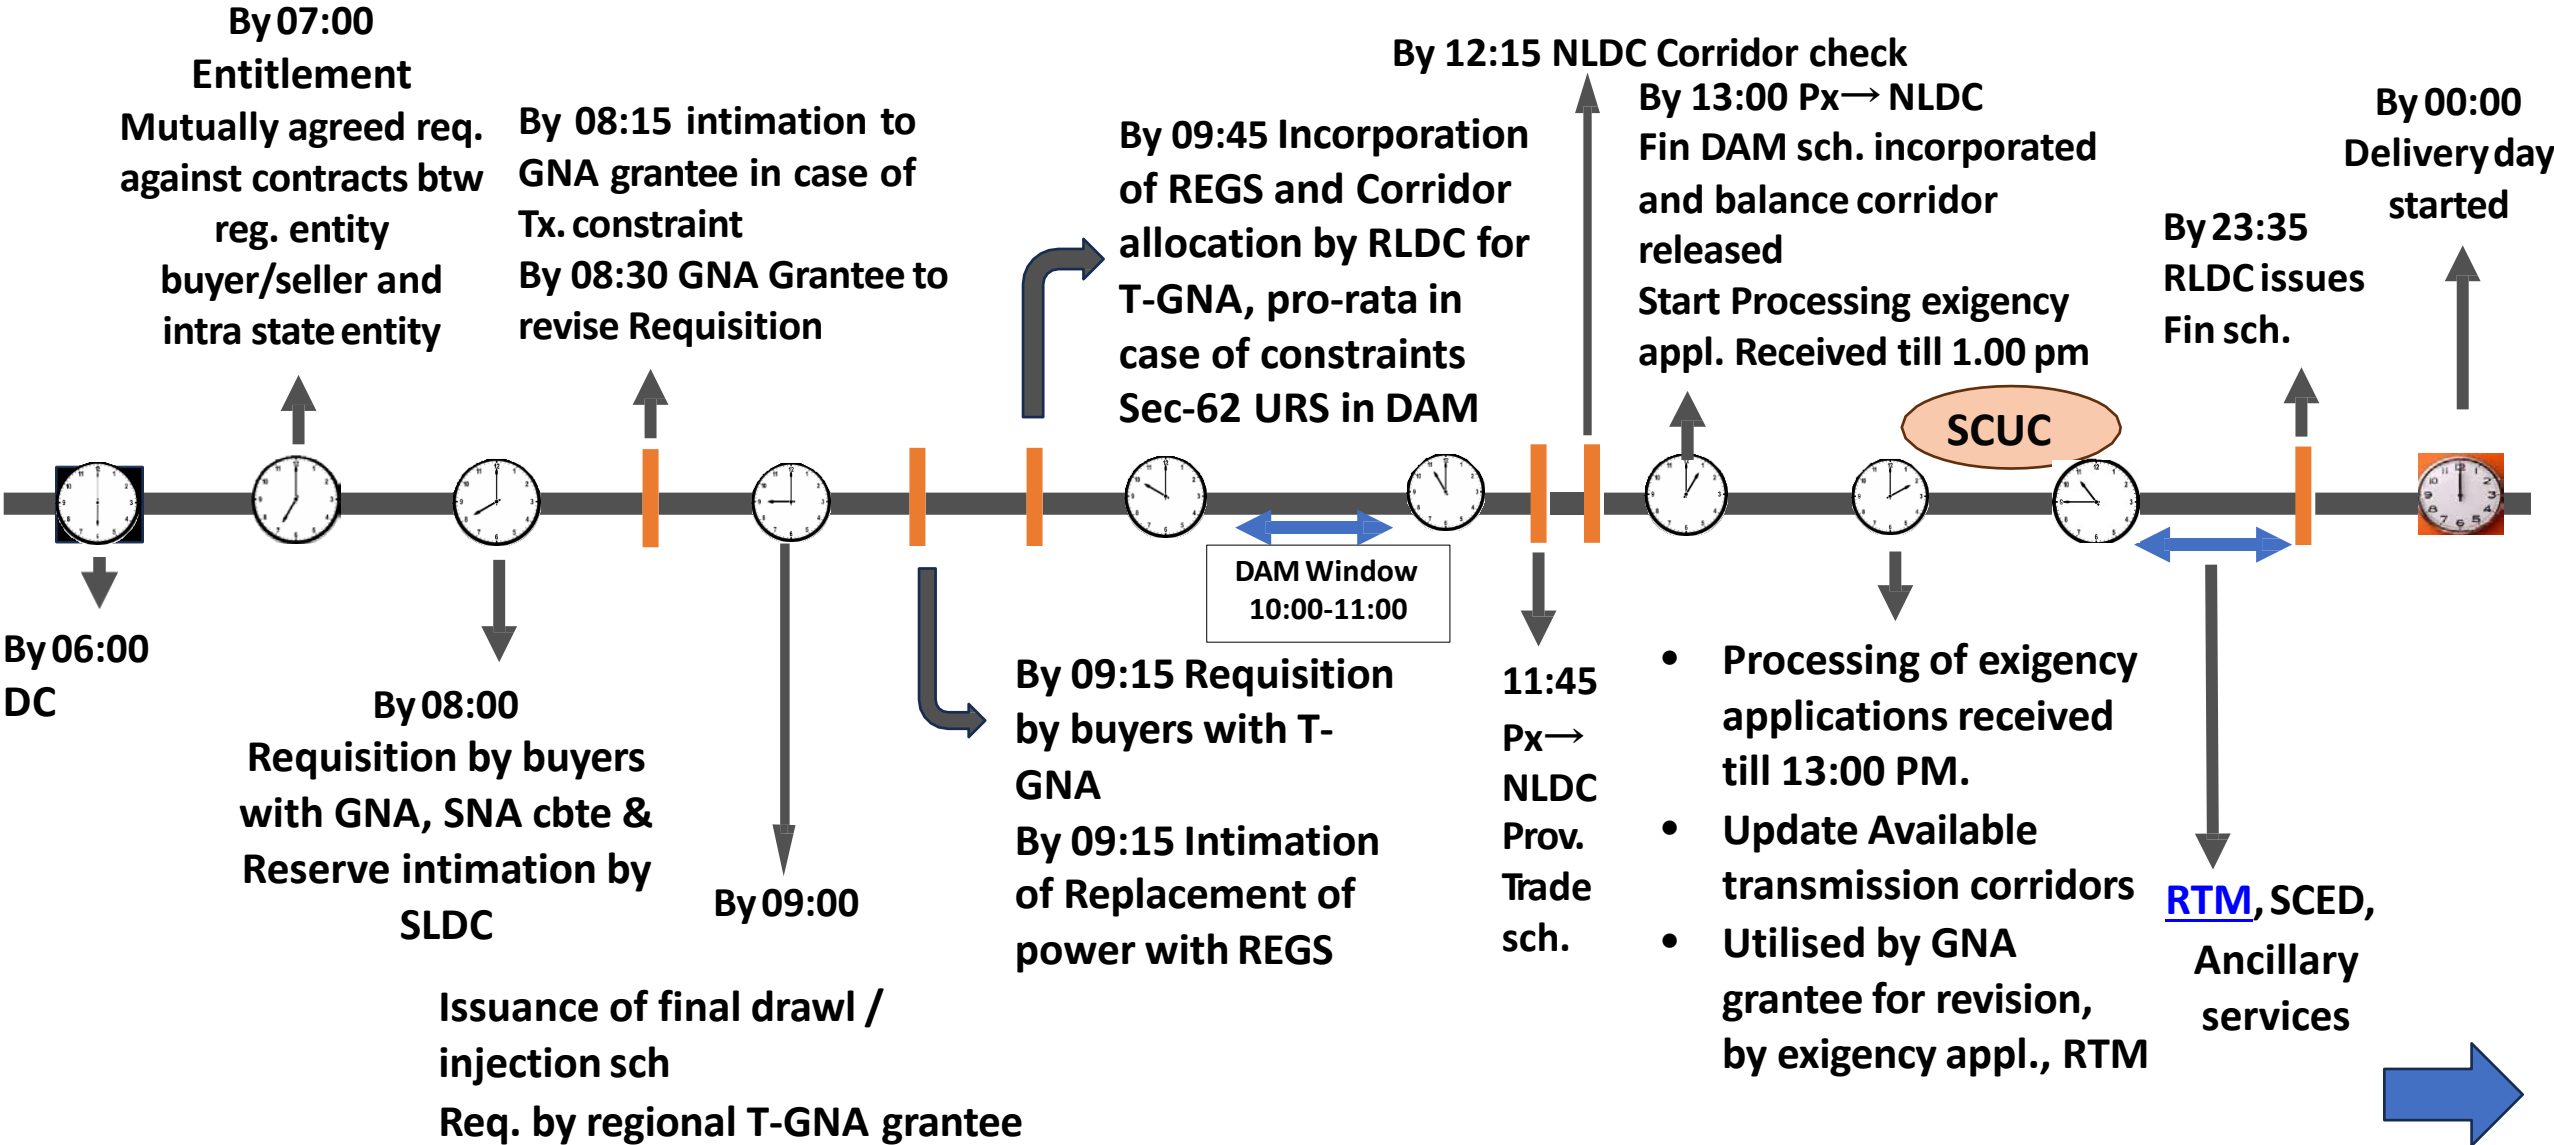 By 07:00
Entitlement
Mutually agreed req.
against contracts btw
reg. entity
buyer/seller and
intra state entity
By 08:15 intimation to
GNA grantee in case of
Tx. constraint
By 08:30 GNA Grantee to
revise Requisition
By 09:45 Incorporation
of REGS and Corridor
allocation by RLDC for
T-GNA, pro-rata in
case of constraints
Sec-62 URS in DAM
By 12:15 NLDC Corridor check
By 13:00 Px→ NLDC
Fin DAM sch. incorporated
and balance corridor
released
Start Processing exigency
appl. Received till 1.00 pm
SCUC
By 23:35
RLDC issues
Fin sch.
By 00:00
Delivery day
started
By 06:00
DC
By 08:00
Requisition by buyers
with GNA, SNA cbte &
Reserve intimation by
SLDC
By 09:00
Issuance of final drawl /
injection sch
Req. by regional T-GNA grantee
By 09:15 Requisition
by buyers with T-
GNA
By 09:15 Intimation
of Replacement of
power with REGS
DAM Window
10:00-11:00
11:45
Px→
NLDC
Prov.
Trade
sch.
• Processing of exigency
applications received
till 13:00 PM.
• Update Available
transmission corridors
• Utilised by GNA
grantee for revision,
by exigency appl., RTM
RTM, SCED,
Ancillary
services